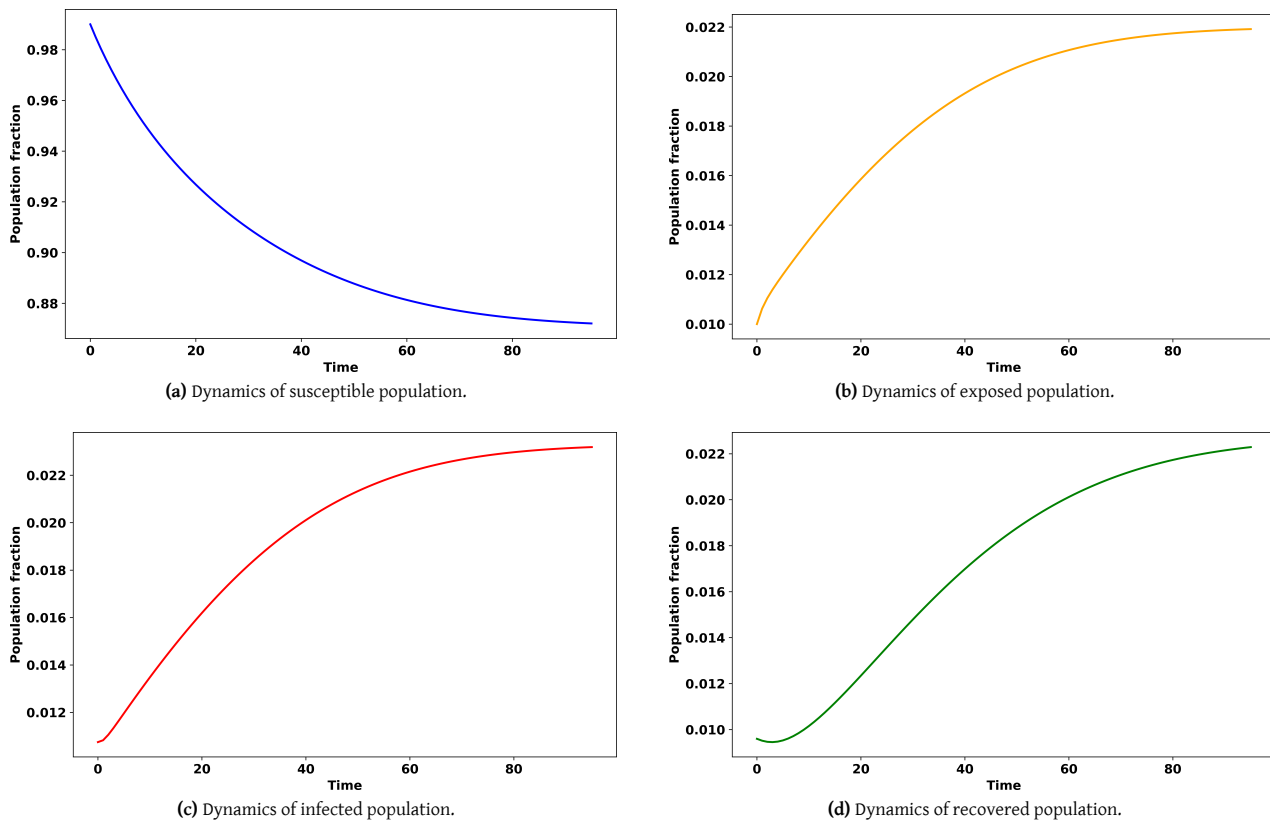 0.98
0.96
0.94
0.92
0.90
0.88
Population fraction
0 20 40 60 80
Time
(a) Dynamics of susceptible population.
0.022
0.020
0.018
0.016
0.014
0.012
0.010
Population fraction
0 20 40 60 80
Time
(b) Dynamics of exposed population.
0.022
0.020
0.018
0.016
0.014
0.012
Population fraction
0 20 40 60 80
Time
(c) Dynamics of infected population.
0.022
0.020
0.018
0.016
0.014
0.012
0.010
Population fraction
0 20 40 60 80
Time
(d) Dynamics of recovered population.